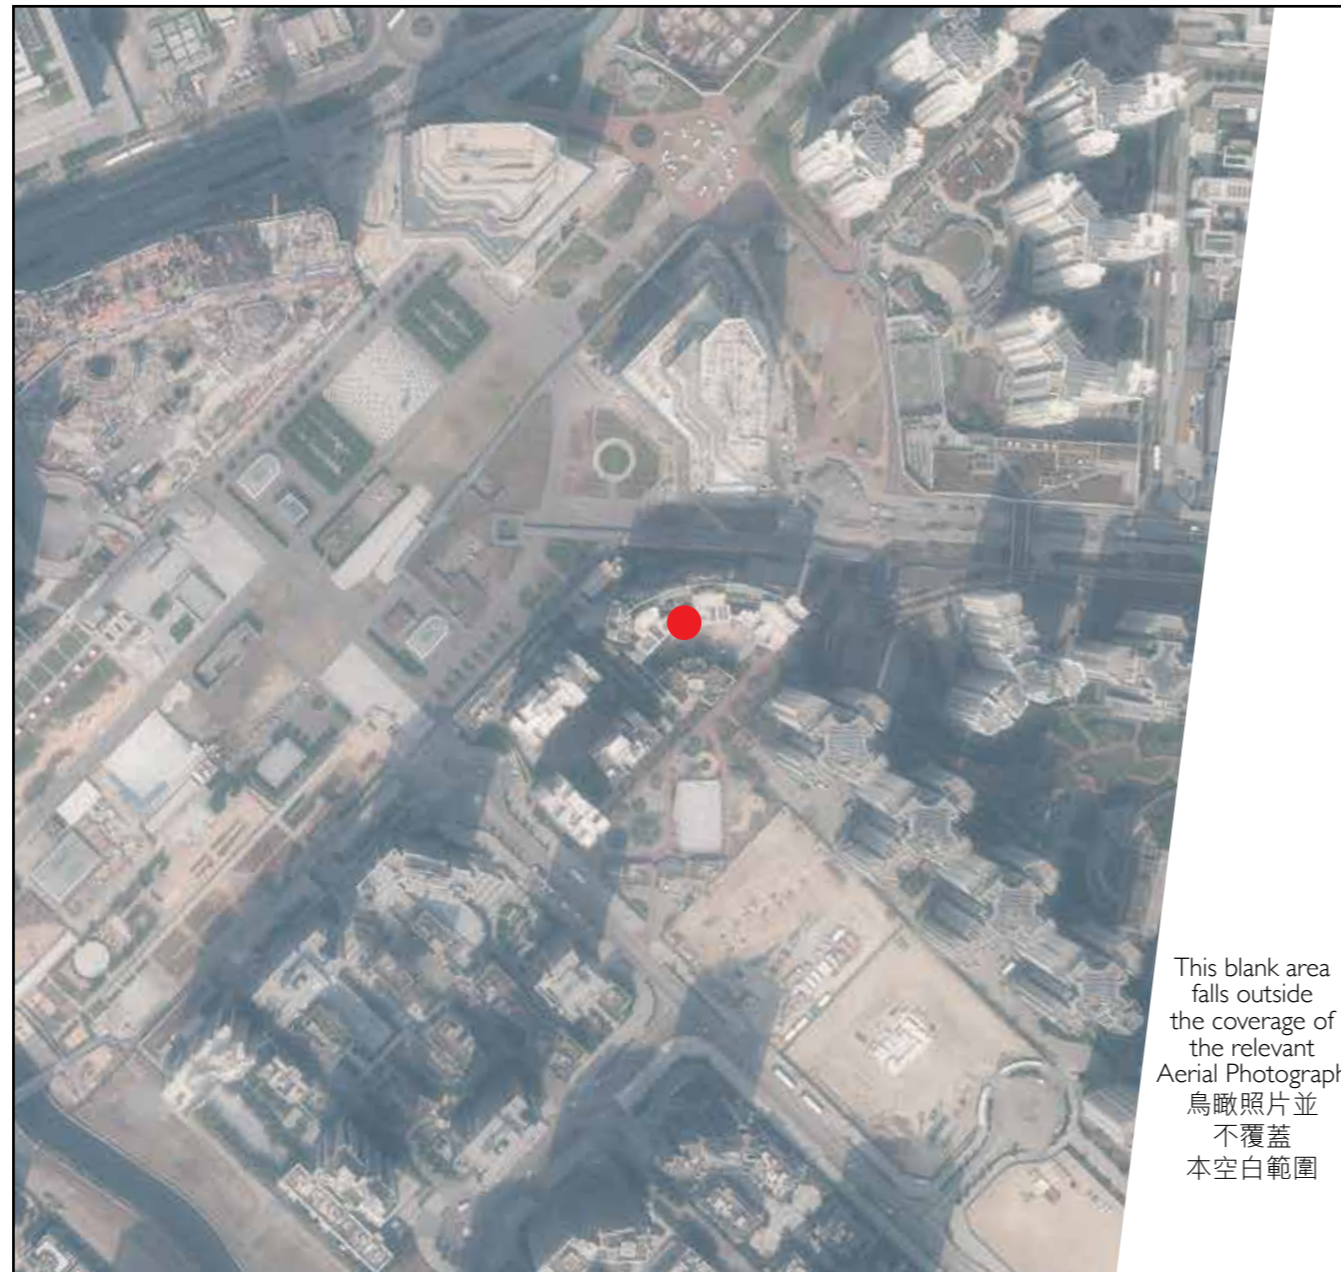 This blank area
falls outside
the coverage of
the relevant
Aerial Photograph
鳥瞰照片並
不覆蓋
本空白範圍